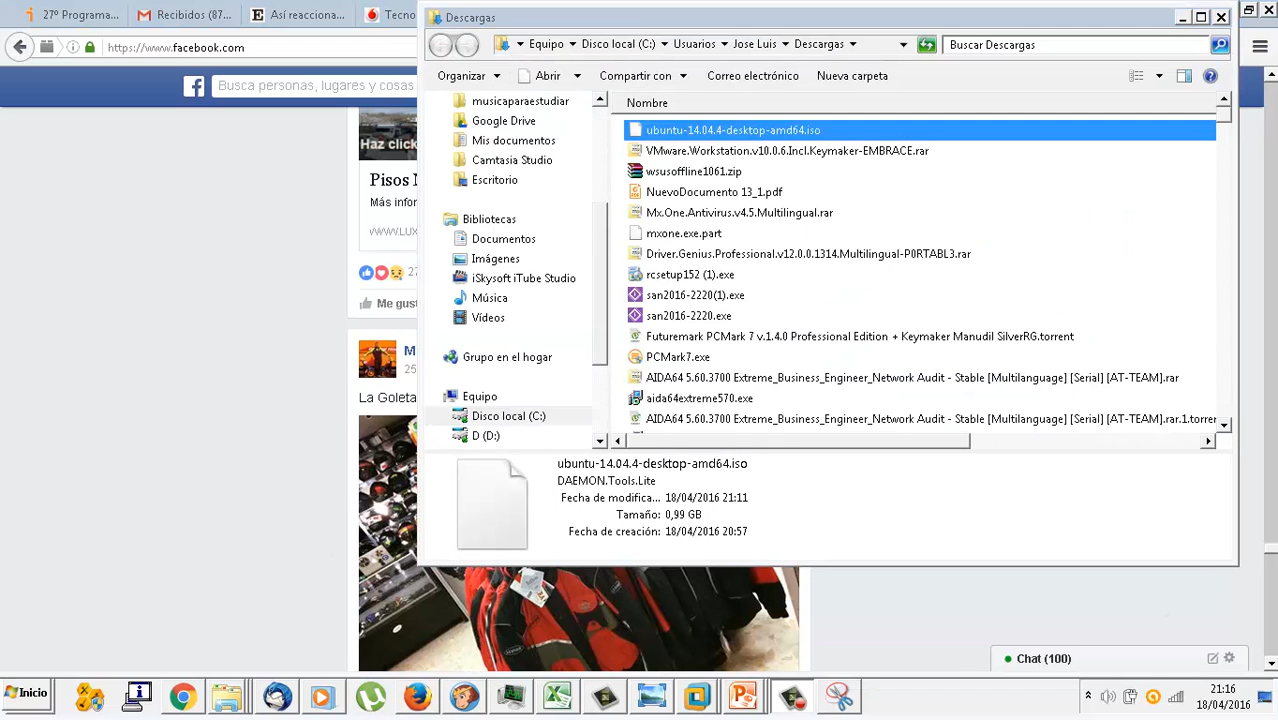 27º Programa...
Recibidos (87...
Así reacciona...
Tecno
https://www.facebook.com
Busca personas, lugares y cosas
Haz click
Pisos
Más infor
WWW.LUX
27
Me gust
M
25
La Goleta
Chat (100)
Descargas
Equipo
Disco local (C:)
Usuarios
Jose Luis
Descargas
Buscar Descargas
Organizar
Abrir
Compartir con
Correo electrónico
Nueva carpeta
musicaparaestudiar
Google Drive
Mis documentos
Camtasia Studio
Escritorio
Bibliotecas
Documentos
Imágenes
iSkysoft iTube Studio
Música
Vídeos
Grupo en el hogar
Equipo
Disco local (C:)
D (D:)
Nombre
ubuntu-14.04.4-desktop-amd64.iso
VMware.Workstation.v10.0.6.Incl.Keymaker-EMBRACE.rar
wsusoffline1061.zip
NuevoDocumento 13_1.pdf
Mx.One.Antivirus.v4.5.Multilingual.rar
mxone.exe.part
Driver.Genius.Professional.v12.0.0.1314.Multilingual-P0RTABL3.rar
rcsetup152 (1).exe
san2016-2220(1).exe
san2016-2220.exe
Futuremark PCMark 7 v.1.4.0 Professional Edition + Keymaker Manudil SilverRG.torrent
PCMark7.exe
AIDA64 5.60.3700 Extreme_Business_Engineer_Network Audit - Stable [Multilanguage] [Serial] [AT-TEAM].rar
aida64extreme570.exe
AIDA64 5.60.3700 Extreme_Business_Engineer_Network Audit - Stable [Multilanguage] [Serial] [AT-TEAM].rar.1.torrer
ubuntu-14.04.4-desktop-amd64.iso
DAEMON.Tools.Lite
Fecha de modifica... 18/04/2016 21:11
Tamaño: 0,99 GB
Fecha de creación: 18/04/2016 20:57
Inicio
21:16
18/04/2016